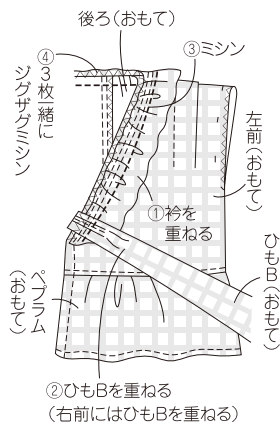 後ろ（おもて）
③ミシン
④３枚一緒に
ジグザグミシン
左前（おもて）
①衿を
重ねる
ひもB（おもて）
ペプラム
（おもて）
②ひもBを重ねる
（右前にはひもBを重ねる）